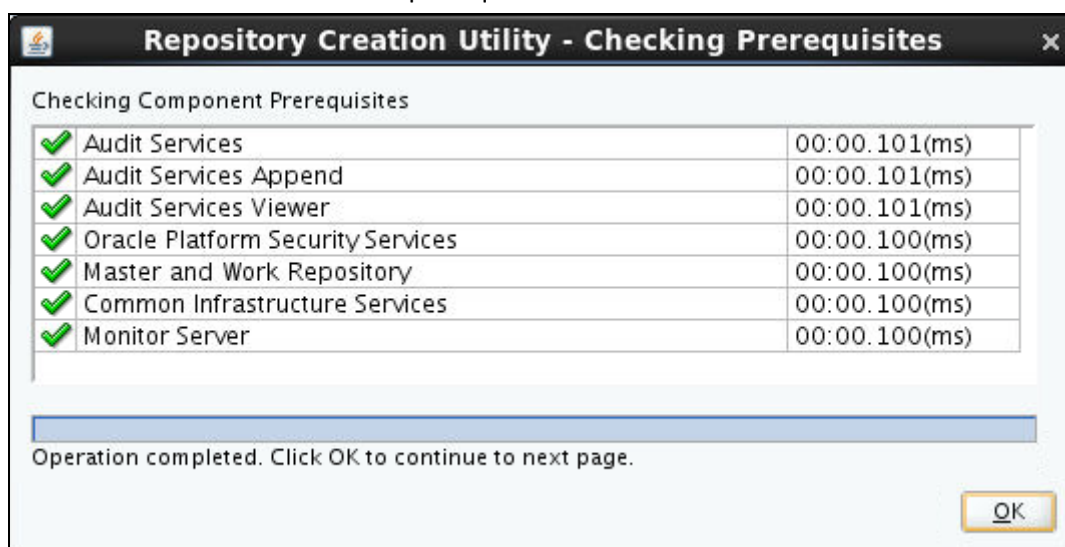 Repository Creation Utility - Checking Prerequisites
Checking Component Prerequisites
Audit Services 00:00.101(ms)
Audit Services Append 00:00.101(ms)
Audit Services Viewer 00:00.101(ms)
Oracle Platform Security Services 00:00.100(ms)
Master and Work Repository 00:00.100(ms)
Common Infrastructure Services 00:00.100(ms)
Monitor Server 00:00.100(ms)
Operation completed. Click OK to continue to next page.
OK